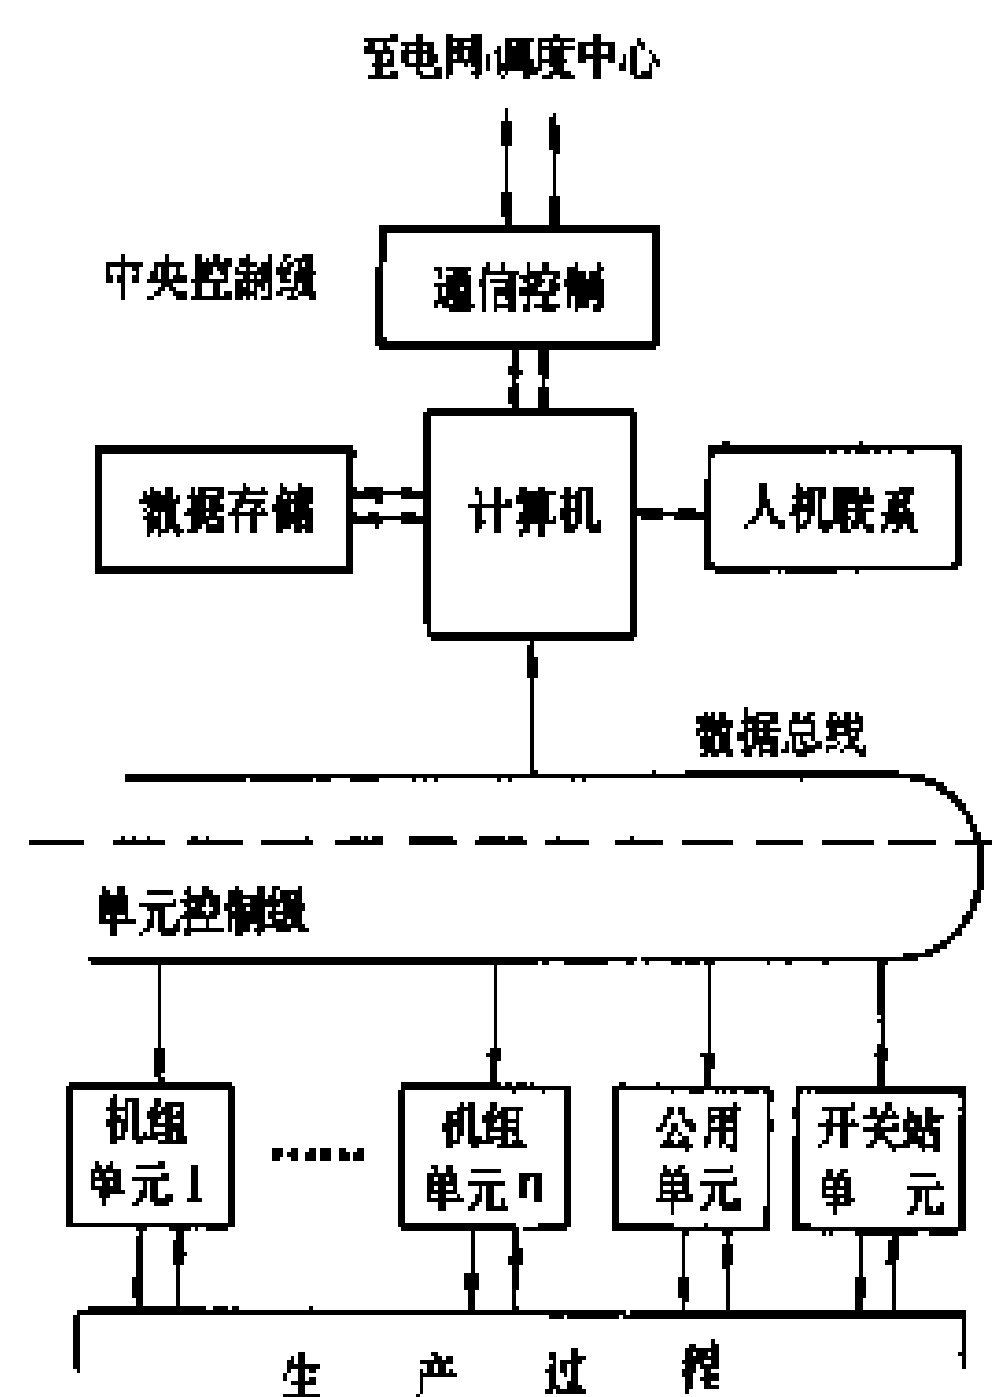 至电网调度中心
中央控制级
通信控制
数据存储
计算机
人机联系
数据总线
单元控制级
机组
单元1
......
机组
单元n
公用
单元
开关站
单元
生产过程